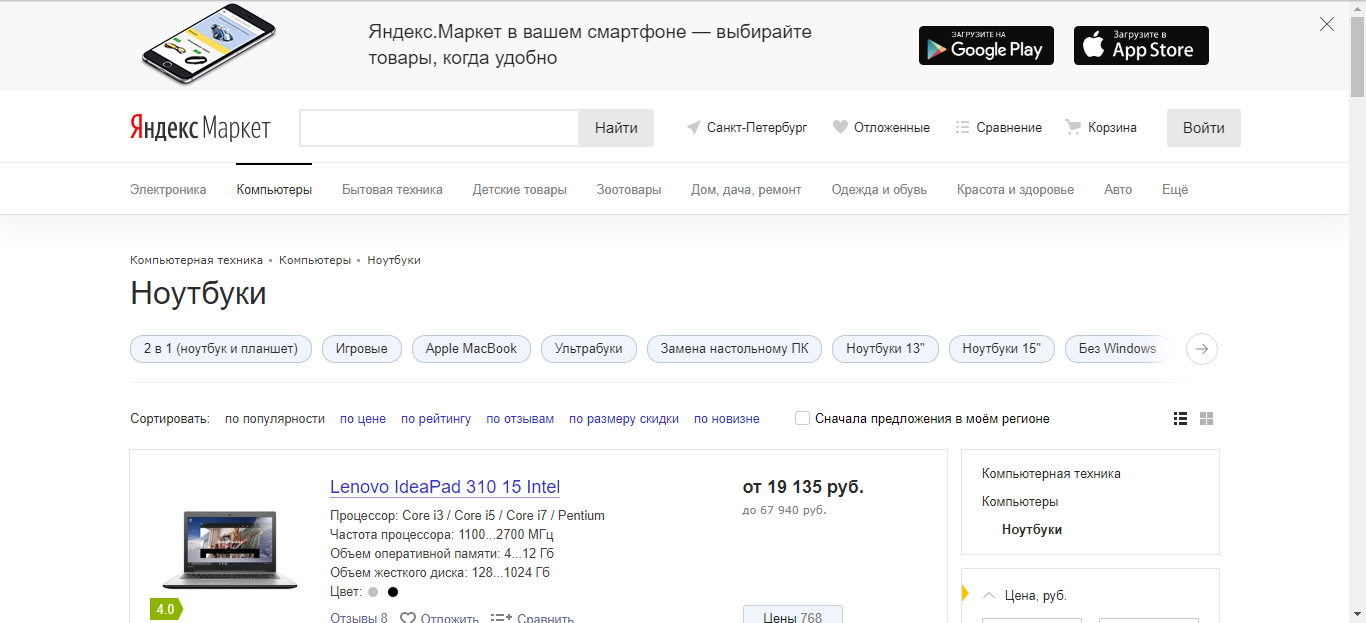 Яндекс.Маркет в вашем смартфоне — выбирайте
товары, когда удобно
ЗАГРУЗИТЕ НА
Google Play
Загрузите в
App Store
Яндекс Маркет
Найти
Санкт-Петербург
Отложенные
Сравнение
Корзина
Войти
Электроника
Компьютеры
Бытовая техника
Детские товары
Зоотовары
Дом, дача, ремонт
Одежда и обувь
Красота и здоровье
Авто
Ещё
Компьютерная техника • Компьютеры • Ноутбуки
Ноутбуки
2 в 1 (ноутбук и планшет)
Игровые
Apple MacBook
Ультрабуки
Замена настольному ПК
Ноутбуки 13"
Ноутбуки 15"
Без Windows
Сортировать: по популярности по цене по рейтингу по отзывам по размеру скидки по новизне
Сначала предложения в моём регионе
Lenovo IdeaPad 310 15 Intel
Процессор: Core i3 / Core i5 / Core i7 / Pentium
Частота процессора: 1100...2700 МГц
Объем оперативной памяти: 4...12 Гб
Объем жесткого диска: 128...1024 Гб
Цвет:
4.0
Отзывы 8
Отложить
Сравнить
от 19 135 руб.
до 67 940 руб.
Цены 768
Компьютерная техника
Компьютеры
Ноутбуки
Цена, руб.